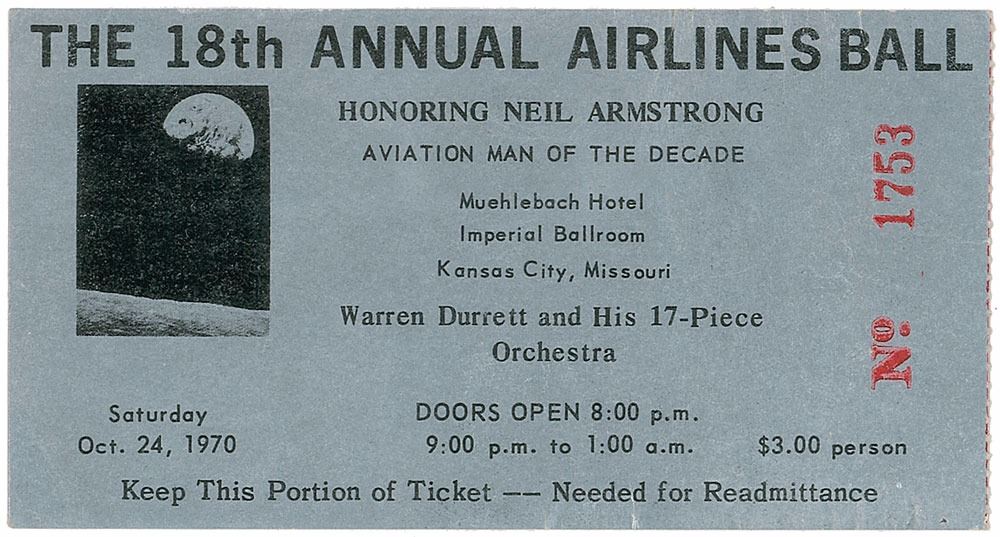 THE 18th ANNUAL AIRLINES BALL
HONORING NEIL ARMSTRONG
AVIATION MAN OF THE DECADE
Muehlebach Hotel
Imperial Ballroom
Kansas City, Missouri
Warren Durrett and His 17-Piece
Orchestra
Saturday
Oct. 24, 1970
DOORS OPEN 8:00 p.m.
9:00 p.m. to 1:00 a.m.
$3.00 person
Keep This Portion of Ticket -- Needed for Readmittance
Nº. 1753